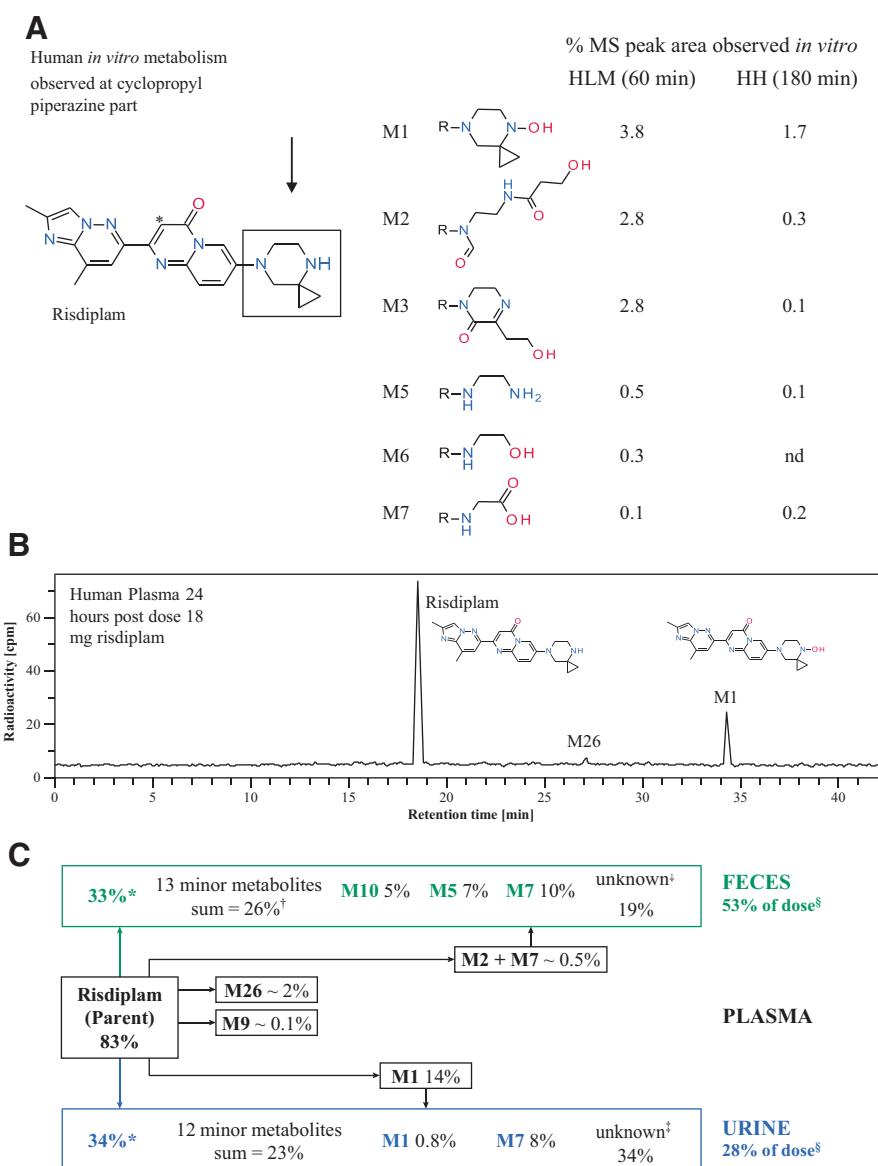 A
Human in vitro metabolism
observed at cyclopropyl
piperazine part
% MS peak area observed in vitro
HLM (60 min) HH (180 min)
O
*
N N N N N NH
Risdiplam
M1 R N N OH 3.8 1.7
M2 R N H N O OH O 2.8 0.3
M3 R N N O OH 2.8 0.1
M5 R N H NH2 0.5 0.1
M6 R N H OH 0.3 nd
M7 R N H O OH 0.1 0.2
B
Human Plasma 24
hours post dose 18
mg risdiplam
Radioactivity [cpm]
60
40
20
0
Risdiplam
M26
M1
0 5 10 15 20 25 30 35 40
Retention time [min]
C
33%* 13 minor metabolites sum = 26%† M10 5% M5 7% M7 10% unknown‡ 19%
FECES
53% of dose§
M2 + M7 ~ 0.5%
Risdiplam
(Parent)
83%
M26 ~ 2%
M9 ~ 0.1%
PLASMA
M1 14%
34%* 12 minor metabolites sum = 23% M1 0.8% M7 8% unknown‡ 34%
URINE
28% of dose§